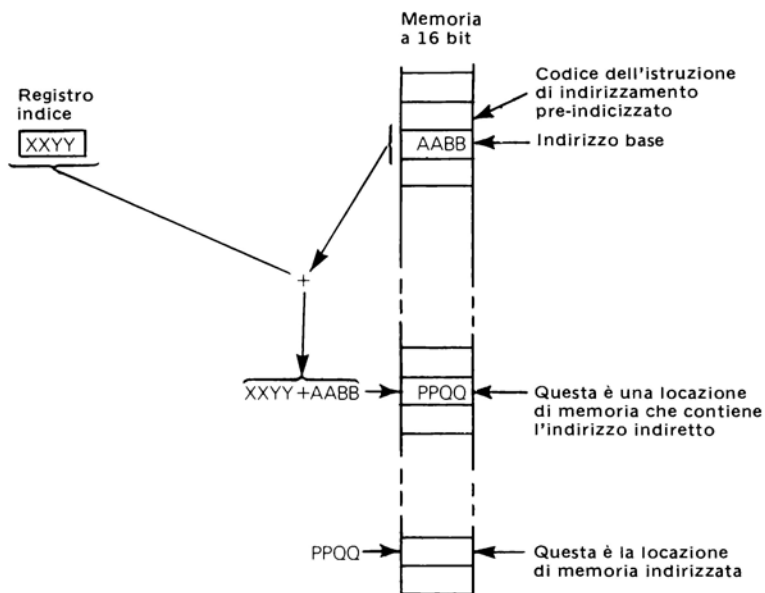 Memoria
a 16 bit
Codice dell'istruzione
di indirizzamento
pre-indicizzato
Registro
indice
XXYY
AABB
Indirizzo base
+
XXYY+AABB
PPQQ
Questa è una locazione
di memoria che contiene
l'indirizzo indiretto
PPQQ
Questa è la locazione
di memoria indirizzata